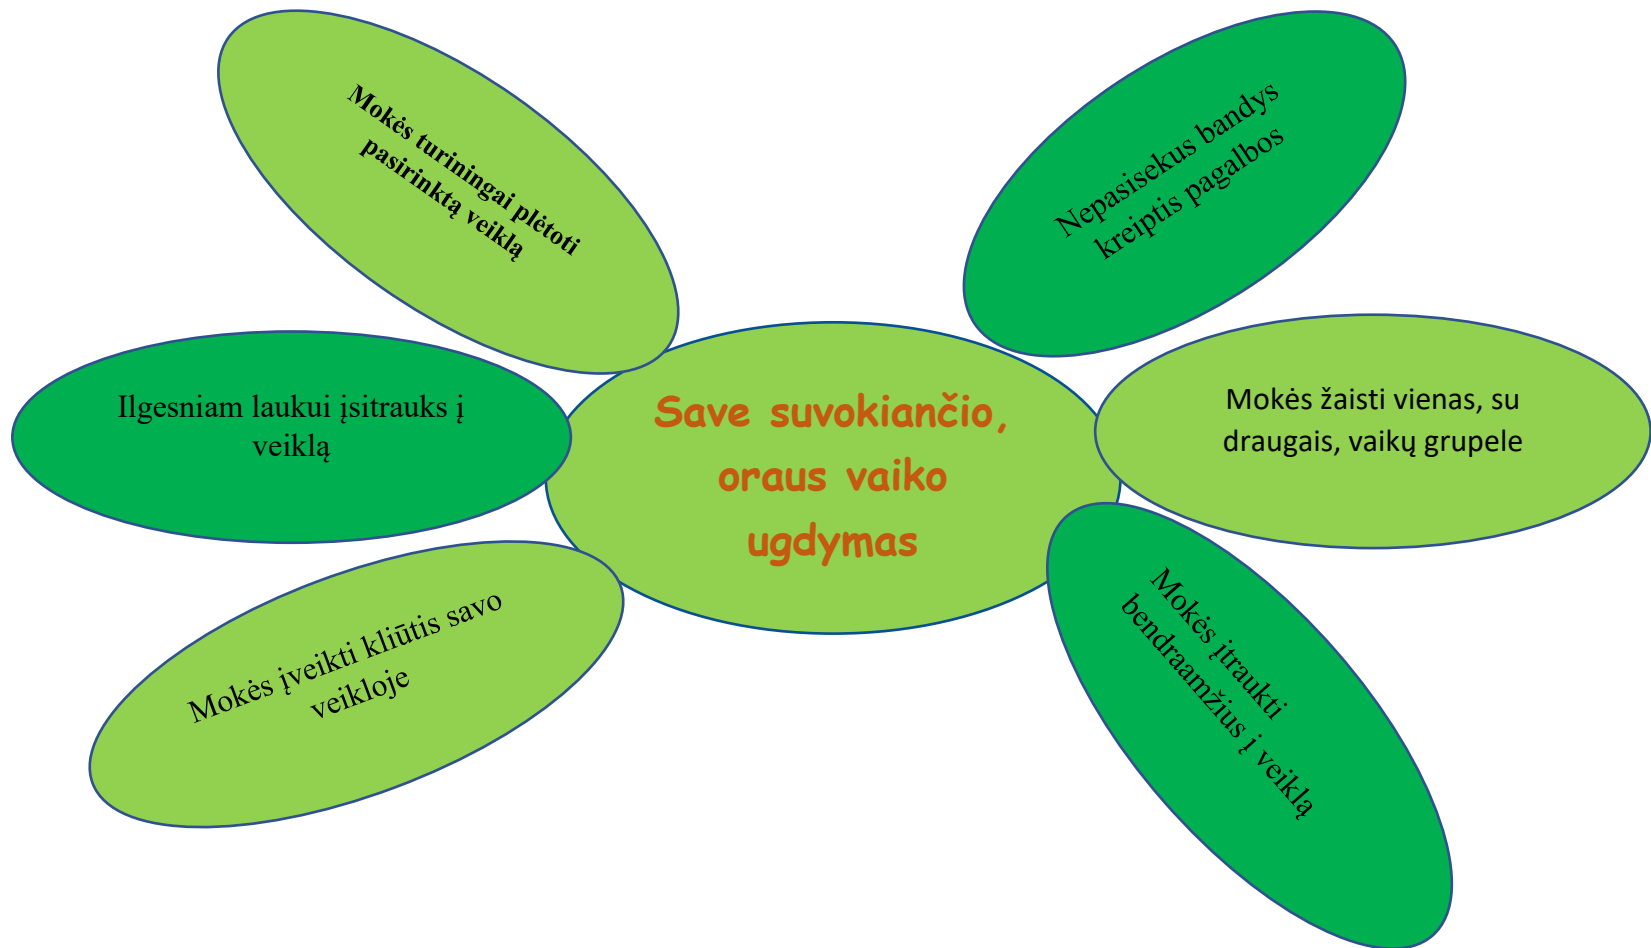 Mokės turiningai plėtoti
pasirinktą veiklą
Nepasisekus bandys
kreiptis pagalbos
Ilgesniam laukui įsitrauks į
veiklą
Save suvokiančio,
oraus vaiko
ugdymas
Mokės žaisti vienas, su
draugais, vaikų grupele
Mokės įveikti kliūtis savo
veikloje
Mokės įtraukti
bendraamžius į veiklą